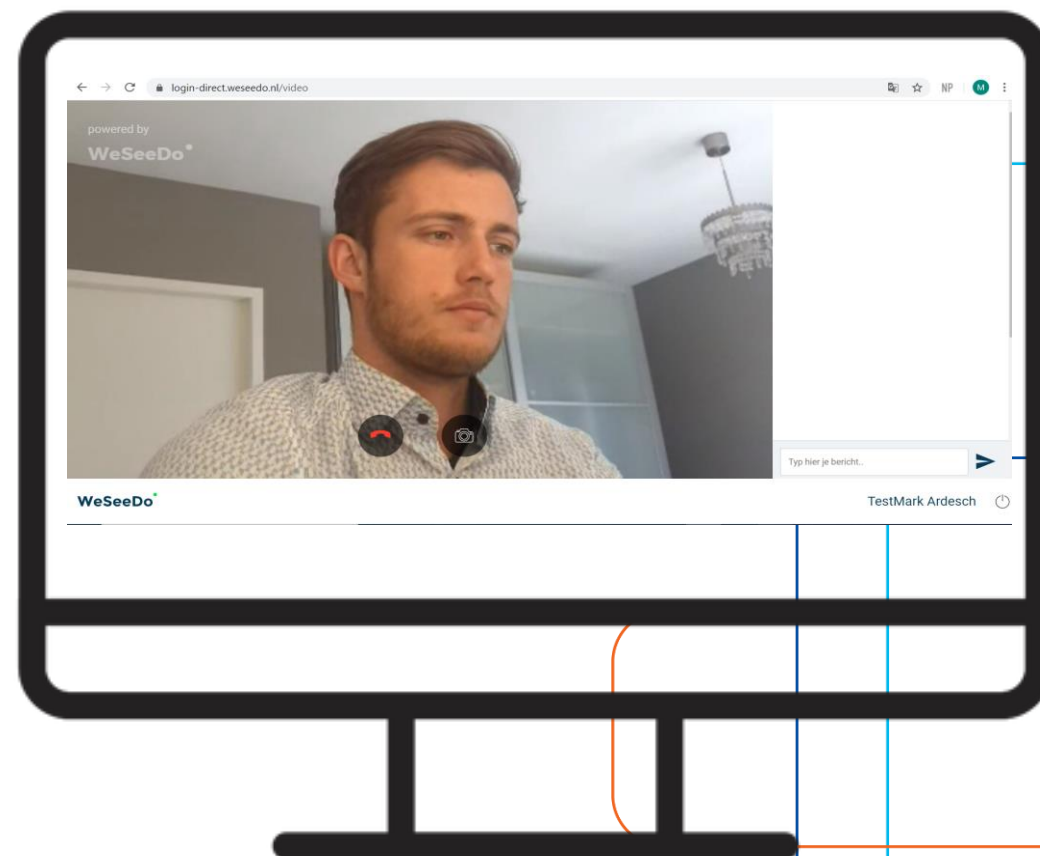 login-direct.weseedo.nl/video
NP
M
powered by
WeSeeDo
Typ hier je bericht..
WeSeeDo
TestMark Ardesch